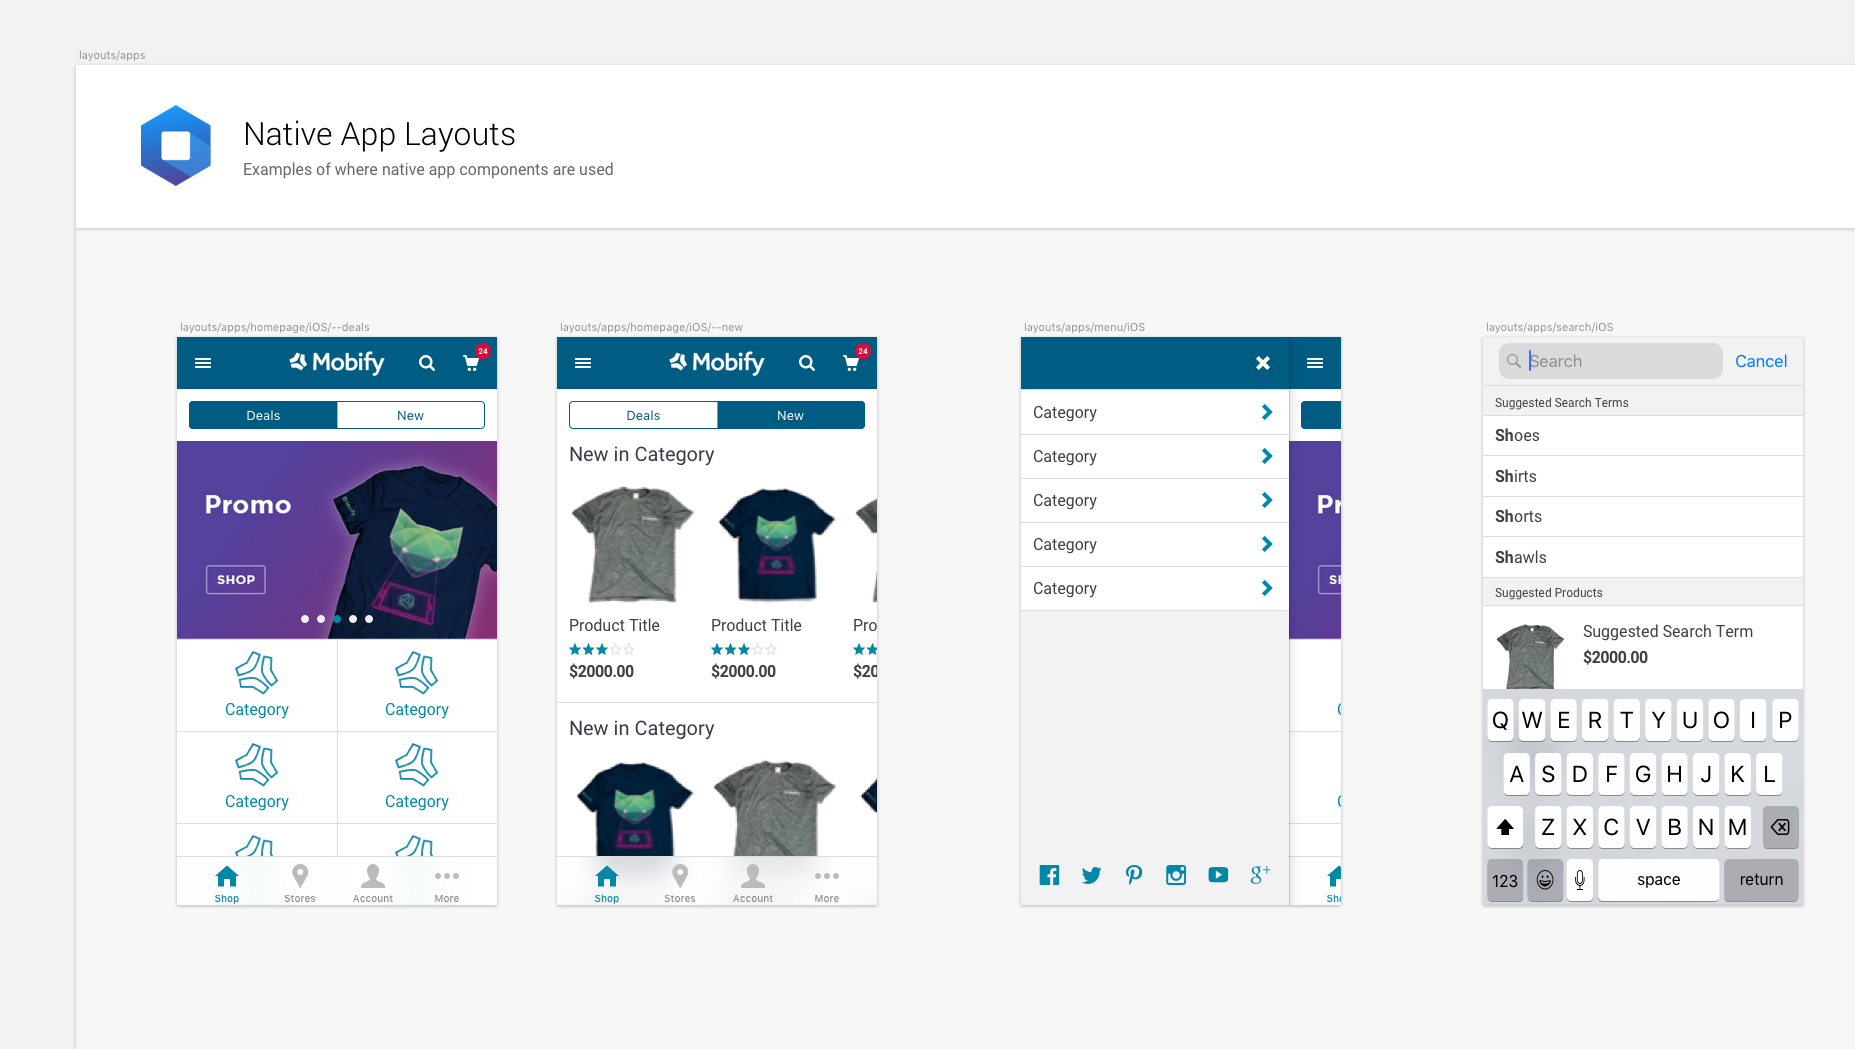 layouts/apps
Native App Layouts
Examples of where native app components are used
layouts/apps/homepage/iOS/--deals
Mobify
24
Deals
New
Promo
SHOP
Category
Category
Category
Category
Shop
Stores
Account
More
layouts/apps/homepage/iOS/--new
Mobify
24
Deals
New
New in Category
Product Title
Product Title
Pro
$2000.00
$2000.00
$20
New in Category
Shop
Stores
Account
More
layouts/apps/menu/iOS
Category
Category
Category
Category
Category
g+
layouts/apps/search/iOS
Search
Cancel
Suggested Search Terms
Shoes
Shirts
Shorts
Shawls
Suggested Products
Suggested Search Term
$2000.00
Q W E R T Y U O I P
A S D F G H J K L
Z X C V B N M
123
space
return